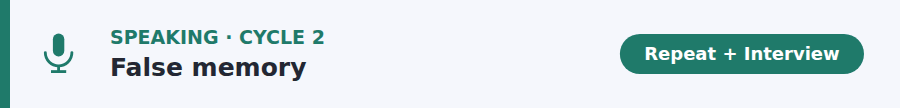 SPEAKING · CYCLE 2
False memory
Repeat + Interview